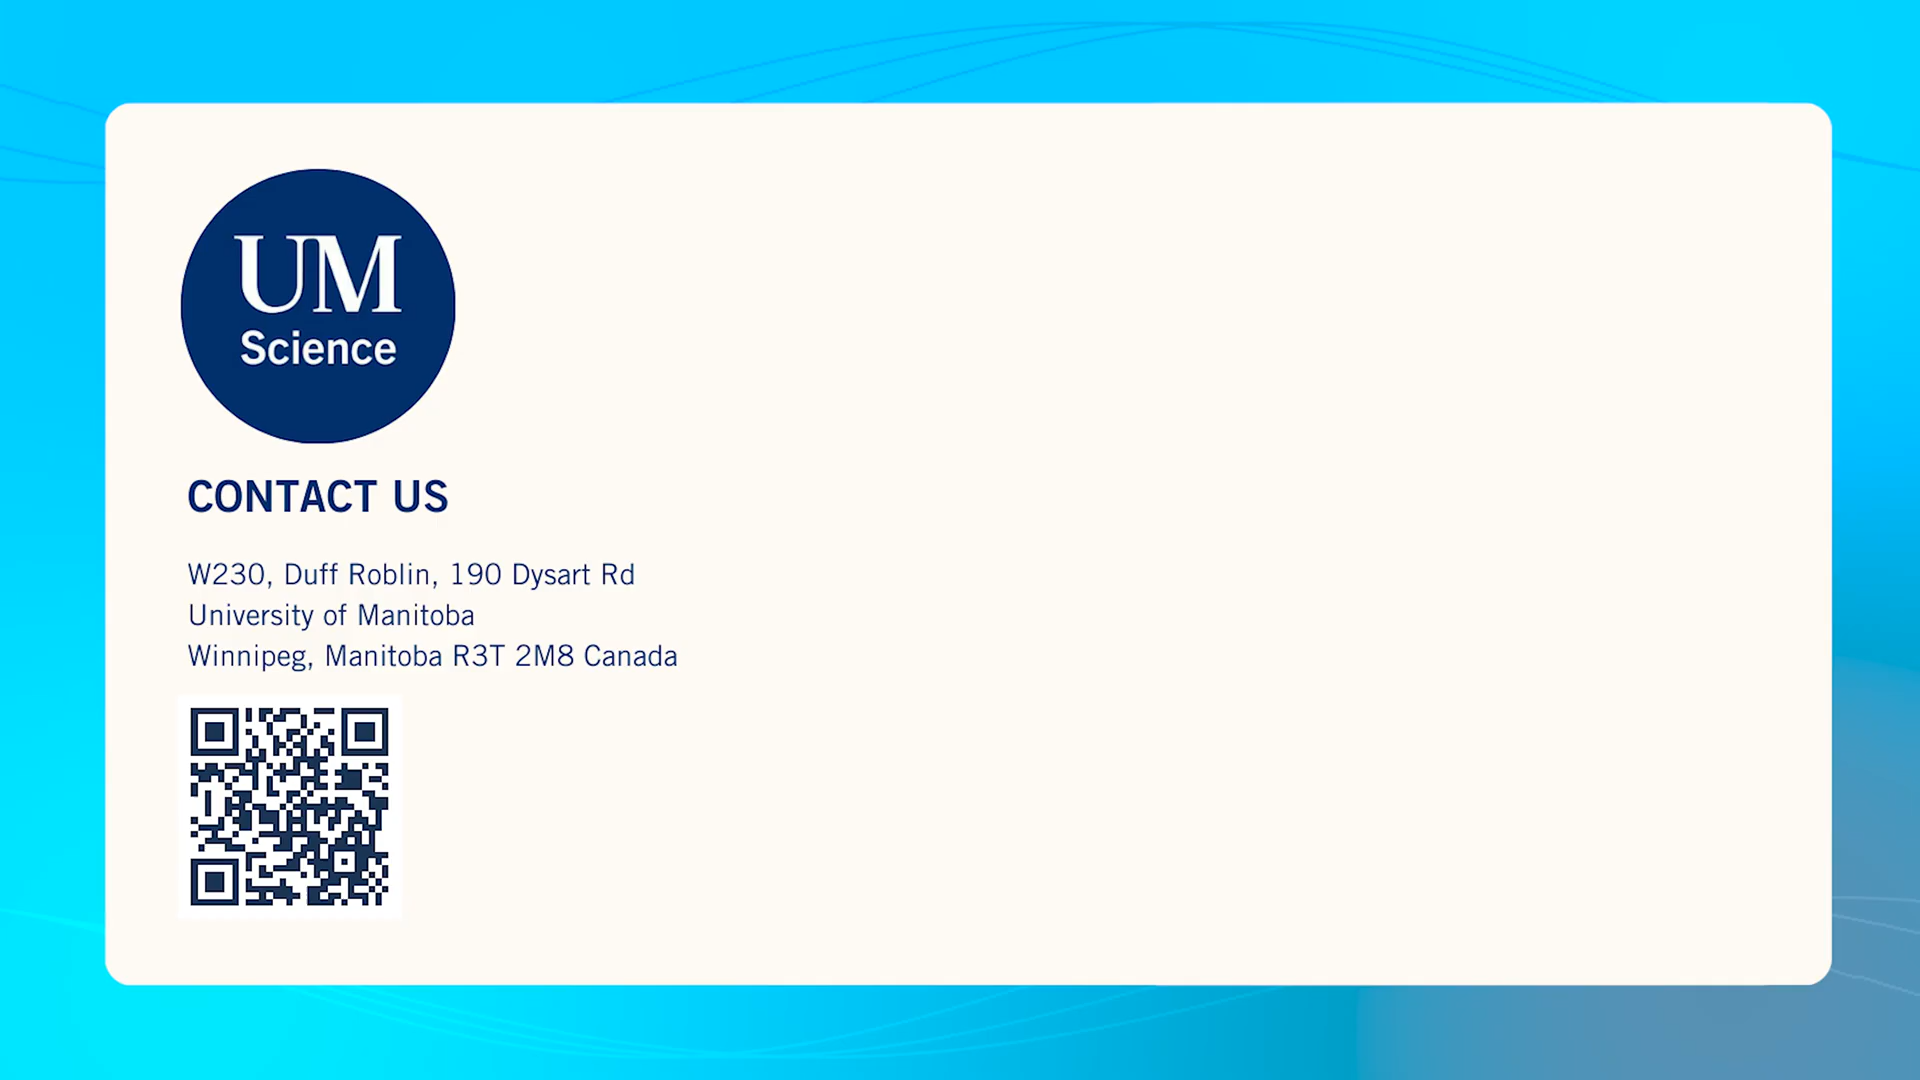 UM
Science
CONTACT US
W230, Duff Roblin, 190 Dysart Rd
University of Manitoba
Winnipeg, Manitoba R3T 2M8 Canada